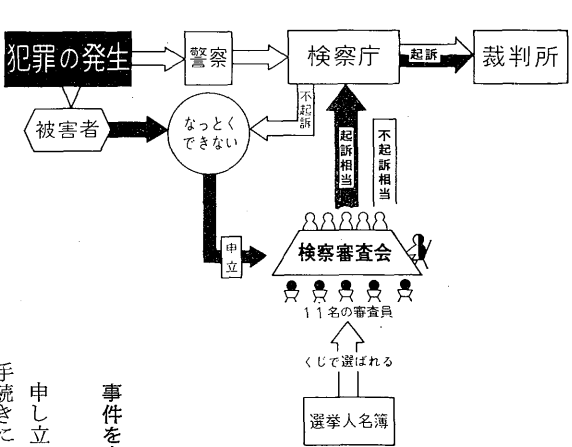 犯罪の発生
警察
検察庁
起訴
裁判所
被害者
なっとく
できない
不起訴
起訴相当
不起訴相当
申立
検察審査会
11名の審査員
くじで選ばれる
選挙人名簿
事件を
申し立
手続きに